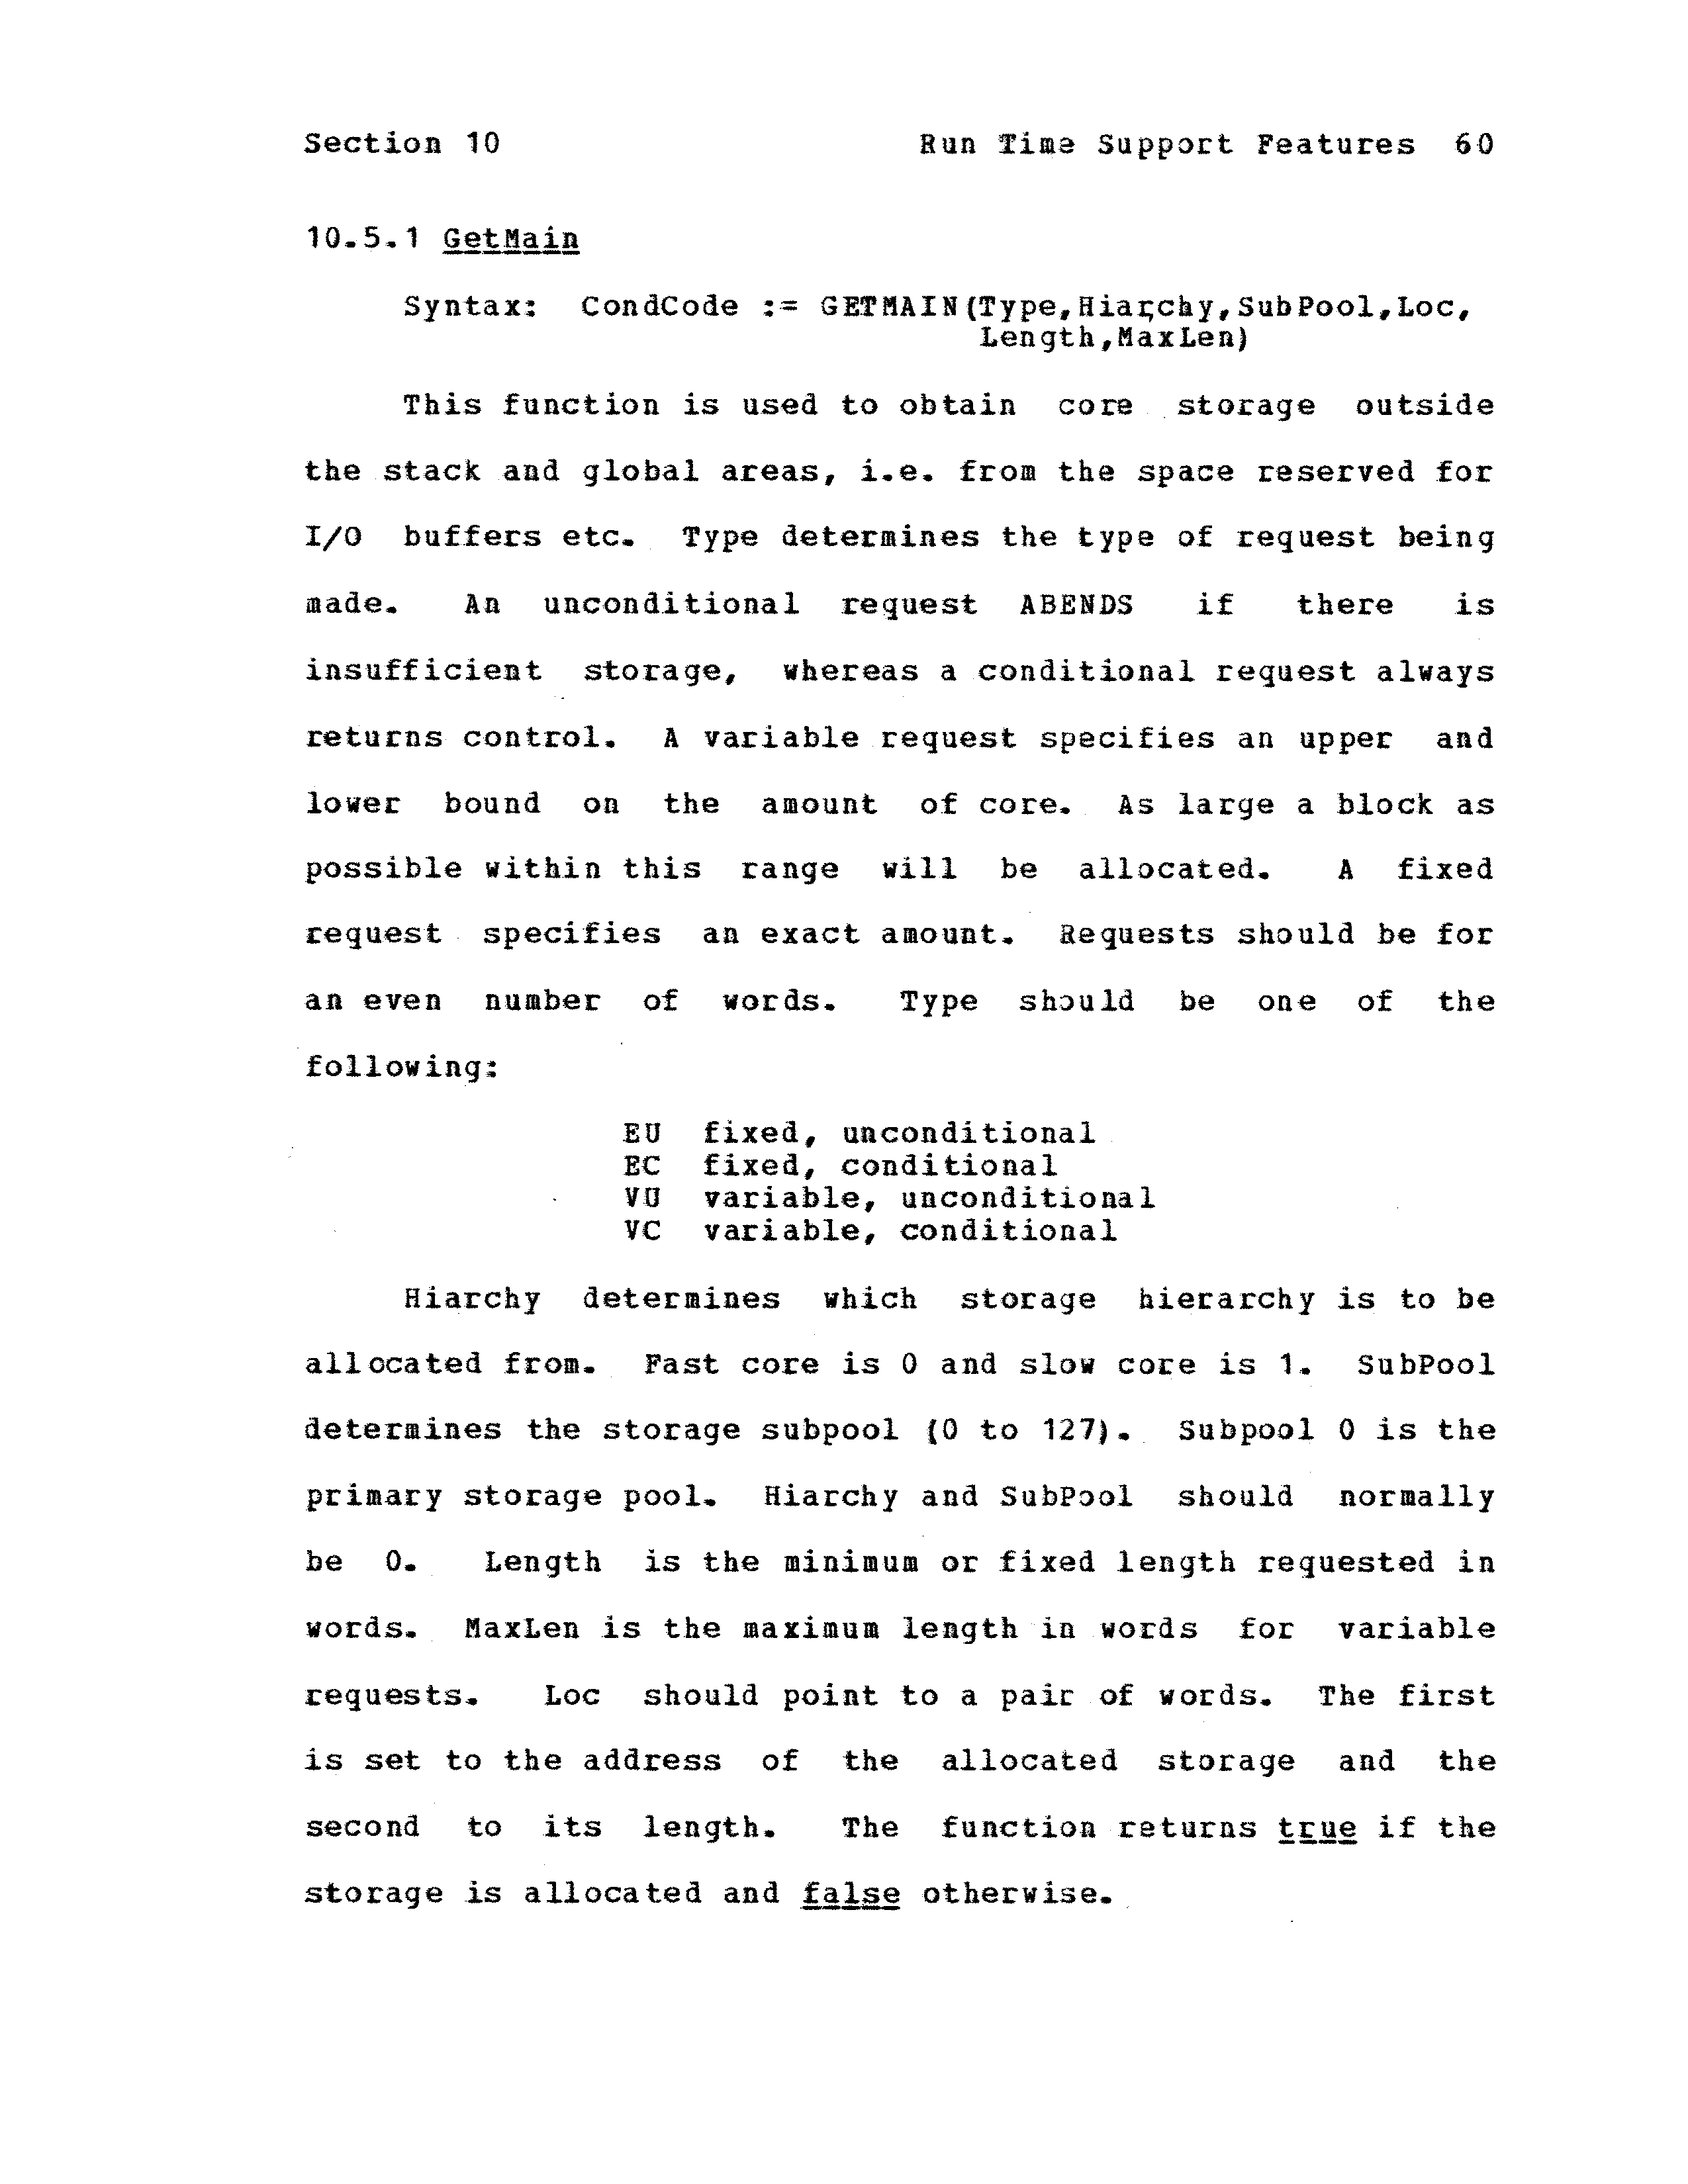 Section 10 Run Time Support Features 60
10.5.1 GetMain
Syntax: CondCode := GETMAIN(Type,Hiarchy,SubPool,Loc,
Length,MaxLen)
This function is used to obtain core storage outside
the stack and global areas, i.e. from the space reserved for
I/O buffers etc. Type determines the type of request being
made. An unconditional request ABENDS if there is
insufficient storage, whereas a conditional request always
returns control. A variable request specifies an upper and
lower bound on the amount of core. As large a block as
possible within this range will be allocated. A fixed
request specifies an exact amount. Requests should be for
an even number of words. Type should be one of the
following:
EU fixed, unconditional
EC fixed, conditional
VU variable, unconditional
VC variable, conditional
Hiarchy determines which storage hierarchy is to be
allocated from. Fast core is 0 and slow core is 1. SubPool
determines the storage subpool (0 to 127). Subpool 0 is the
primary storage pool. Hiarchy and SubPool should normally
be 0. Length is the minimum or fixed length requested in
words. MaxLen is the maximum length in words for variable
requests. Loc should point to a pair of words. The first
is set to the address of the allocated storage and the
second to its length. The function returns true if the
storage is allocated and false otherwise.